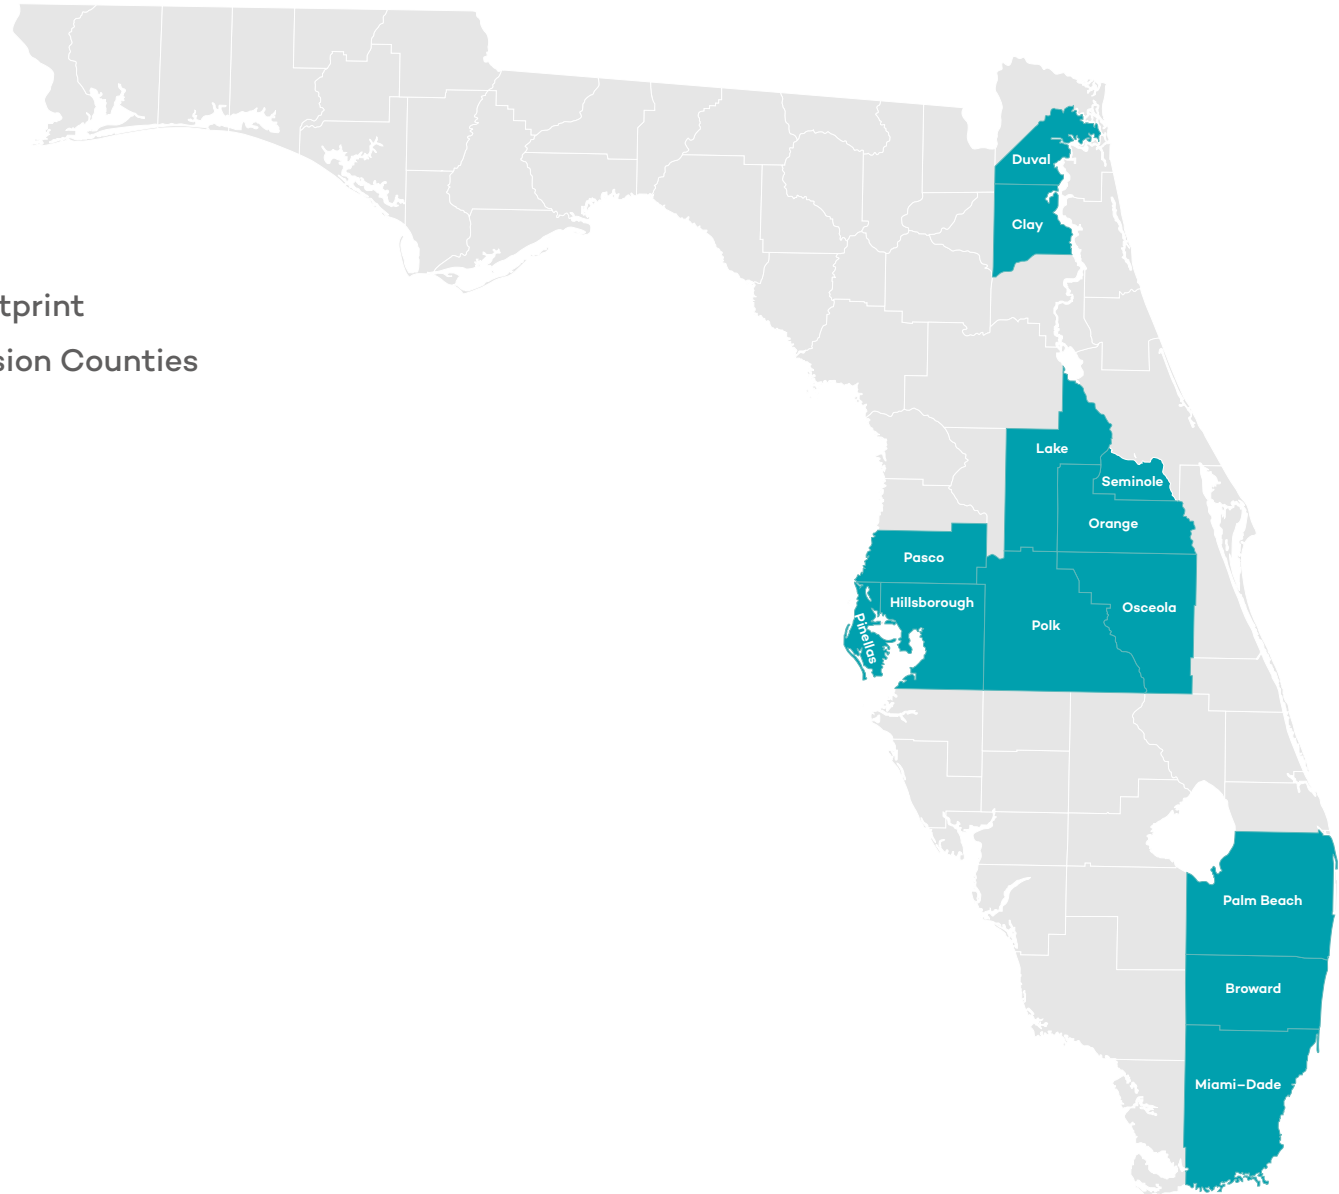 Duval
Clay
tprint
sion Counties
Lake
Seminole
Orange
Pasco
Hillsborough
Osceola
Pinellas
Polk
Palm Beach
Broward
Miami–Dade